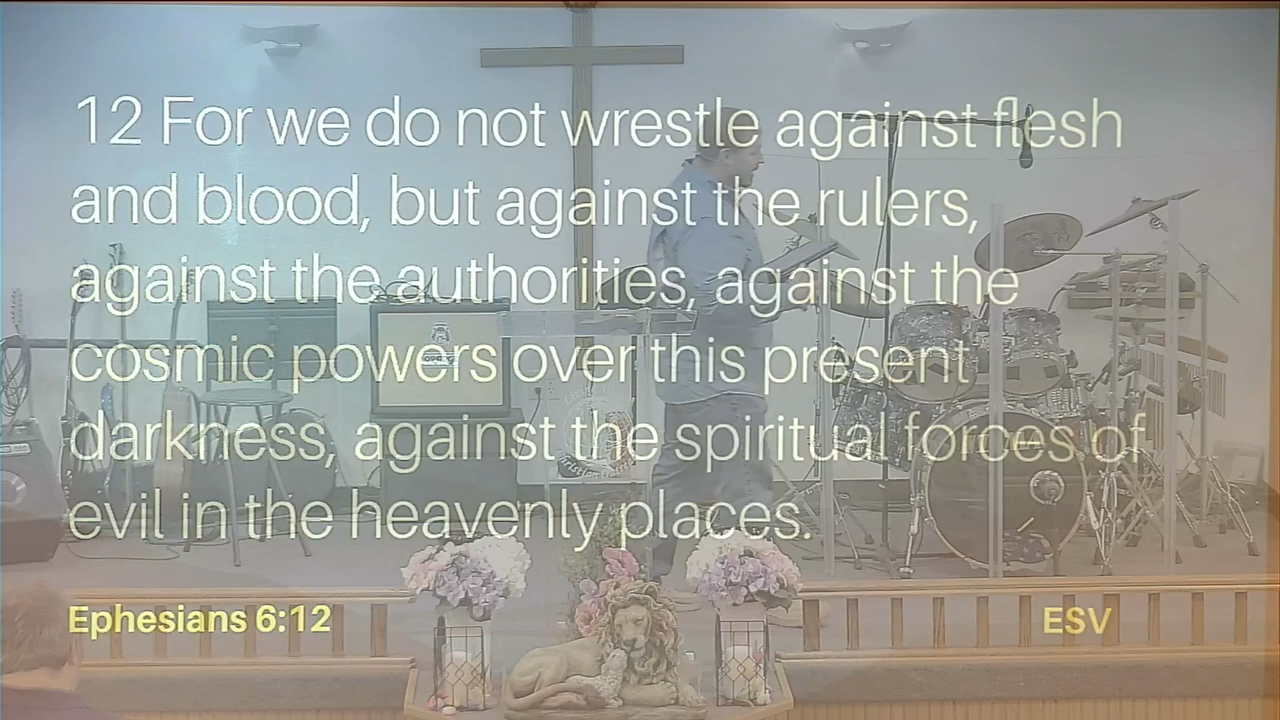 12 For we do not wrestle against flesh
and blood, but against the rulers,
against the authorities, against the
cosmic powers over this present
darkness, against the spiritual forces of
evil in the heavenly places.
Ephesians 6:12 ESV